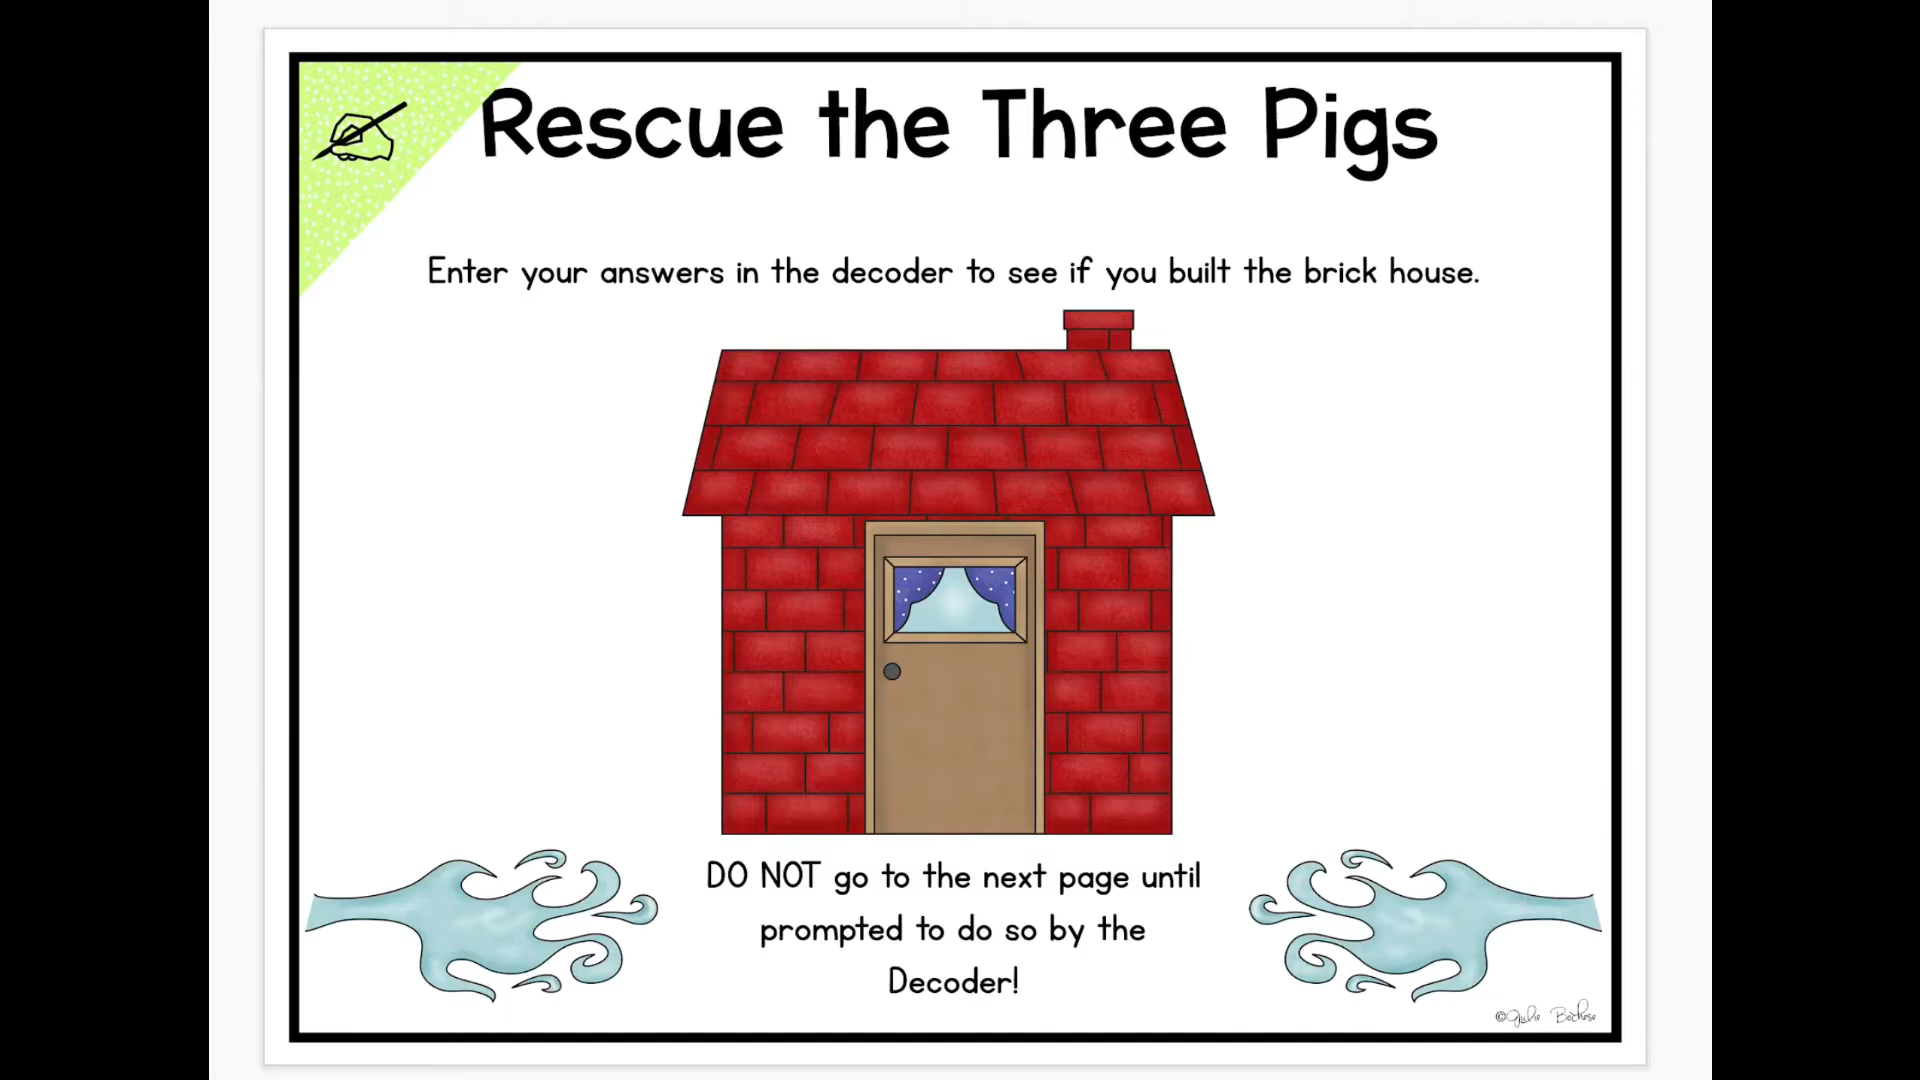 Rescue the Three Pigs
Enter your answers in the decoder to see if you built the brick house.
DO NOT go to the next page until
prompted to do so by the
Decoder!